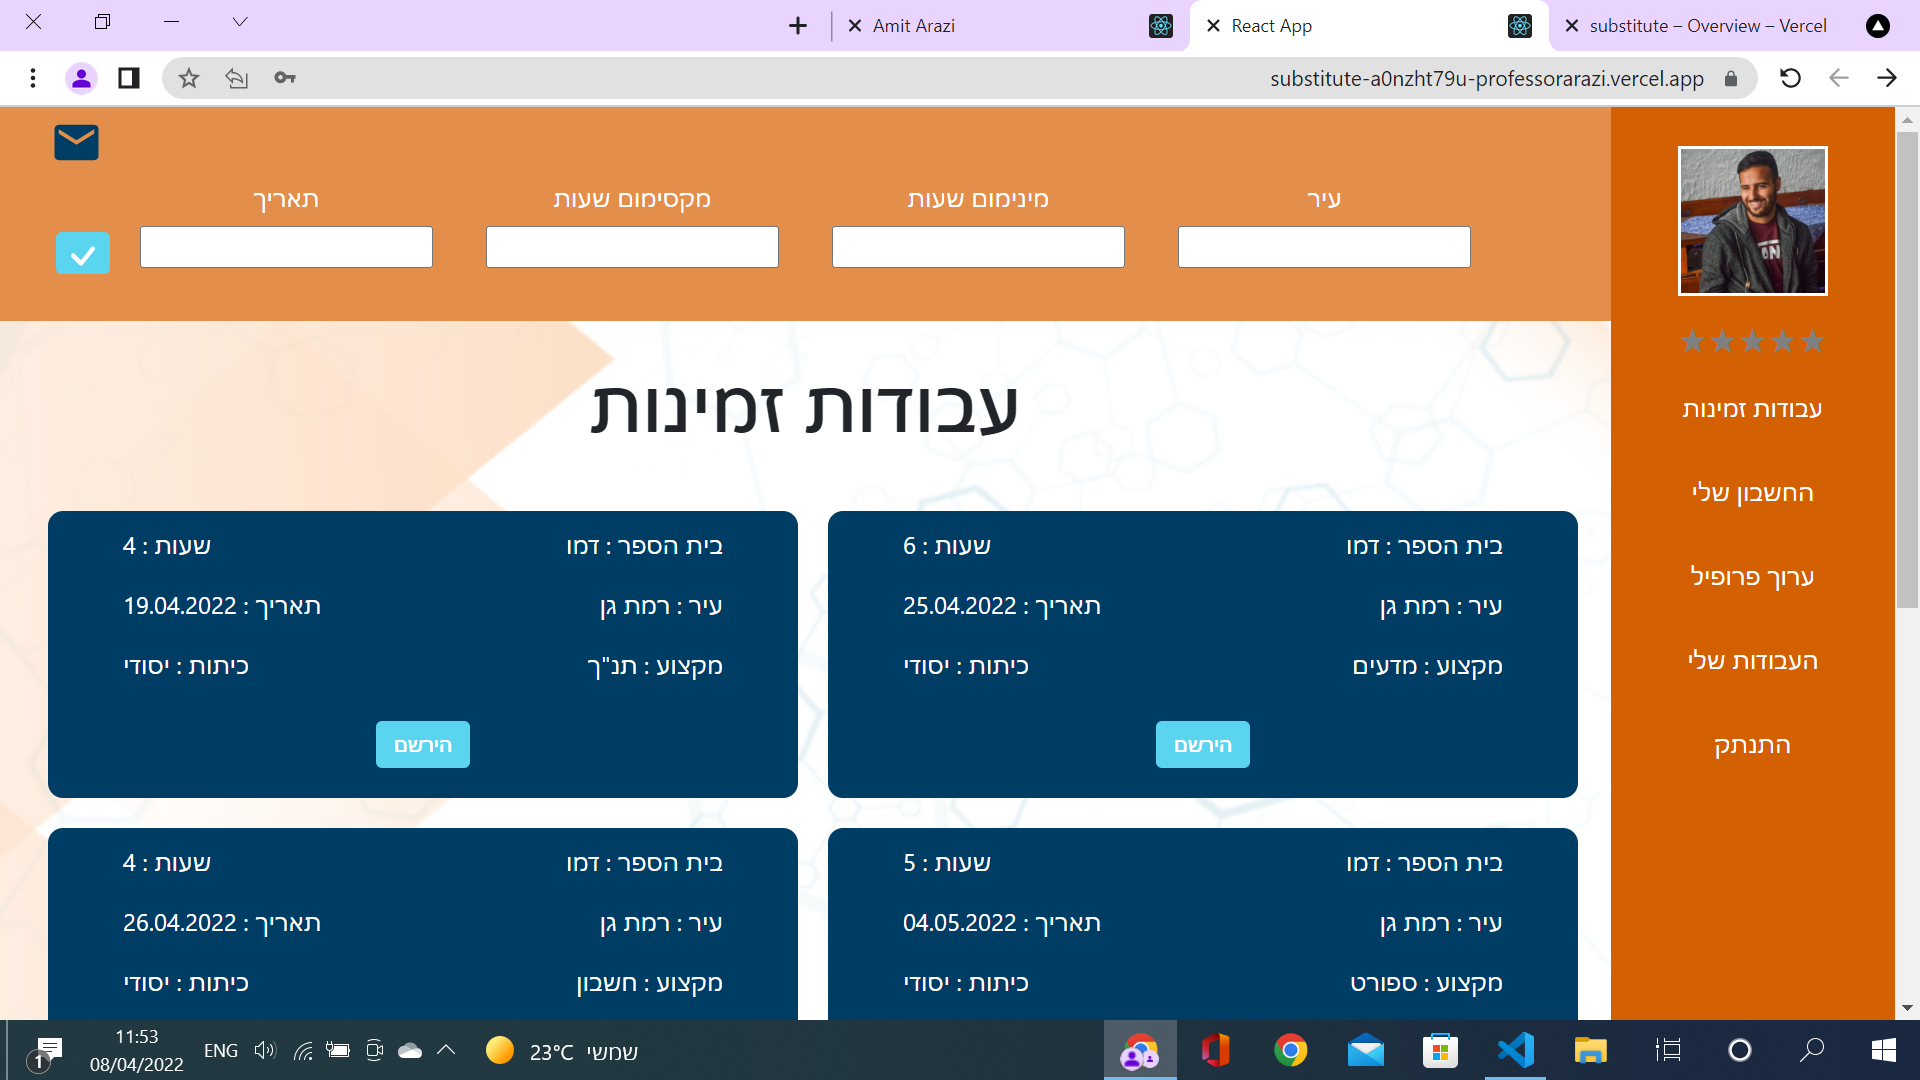 substitute – Overview – Vercel
React App
Amit Arazi
substitute-a0nzht79u-professorarazi.vercel.app
עיר
מינימום שעות
מקסימום שעות
תאריך
עבודות זמינות
החשבון שלי
ערוך פרופיל
העבודות שלי
התנתק
עבודות זמינות
בית הספר : דמו
שעות : 6
עיר : רמת גן
תאריך : 25.04.2022
מקצוע : מדעים
כיתות : יסודי
הירשם
בית הספר : דמו
שעות : 4
עיר : רמת גן
תאריך : 19.04.2022
מקצוע : תנ"ך
כיתות : יסודי
הירשם
בית הספר : דמו
שעות : 5
עיר : רמת גן
תאריך : 04.05.2022
מקצוע : ספורט
כיתות : יסודי
בית הספר : דמו
שעות : 4
עיר : רמת גן
תאריך : 26.04.2022
מקצוע : חשבון
כיתות : יסודי
23°C שמשי
ENG
11:53
08/04/2022
1